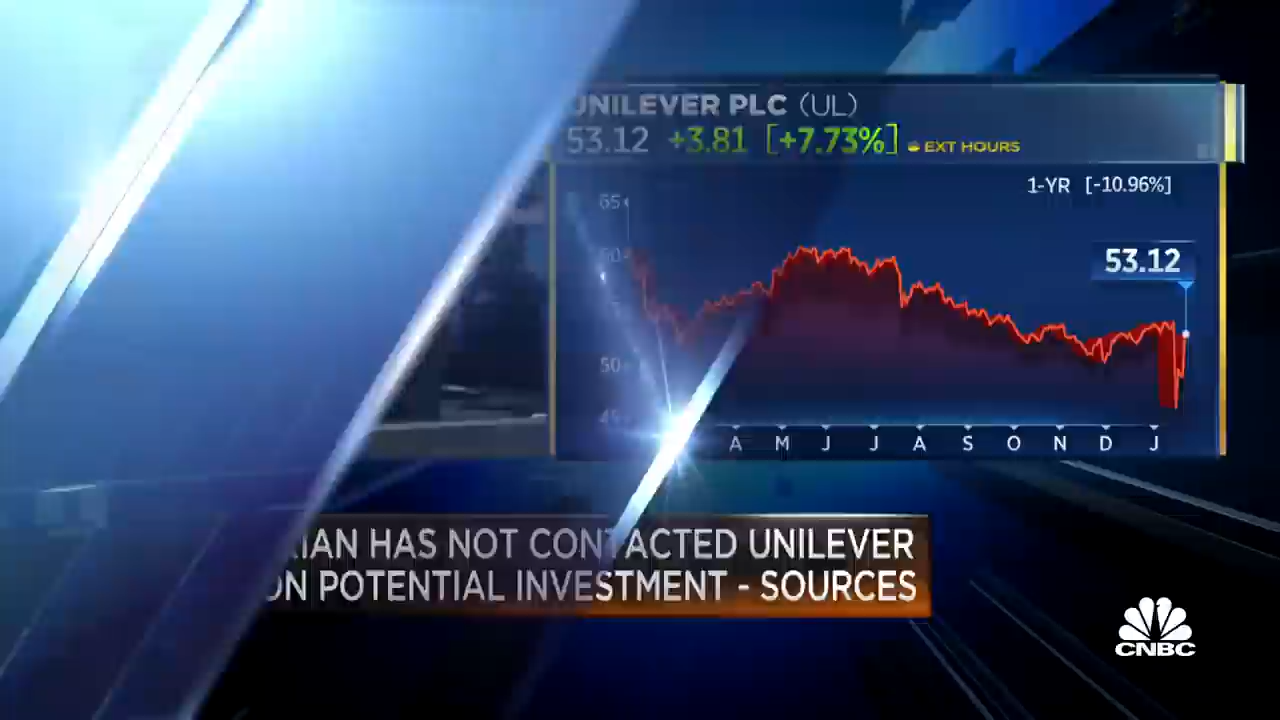 UNILEVER PLC (UL)
53.12 +3.81 [+7.73%] EXT HOURS
1-YR [-10.96%]
65
53.12
50
45
A M J J A S O N D J
HAS NOT CONTACTED UNILEVER
POTENTIAL INVESTMENT - SOURCES
CNBC